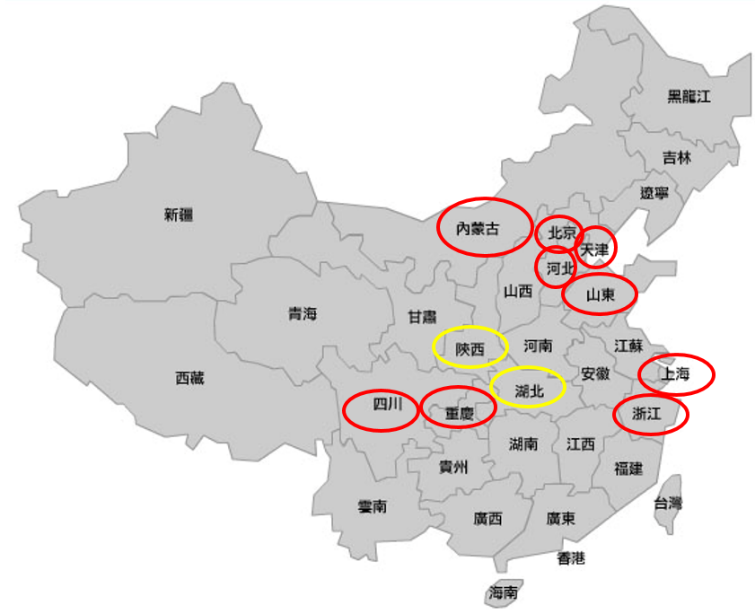 黑龍江
吉林
遼寧
新疆
內蒙古
北京
天津
河北
山東
山西
青海
甘肅
陝西
河南
江蘇
西藏
安徽
上海
湖北
四川
重慶
浙江
湖南
江西
貴州
福建
雲南
廣西
廣東
台灣
香港
海南